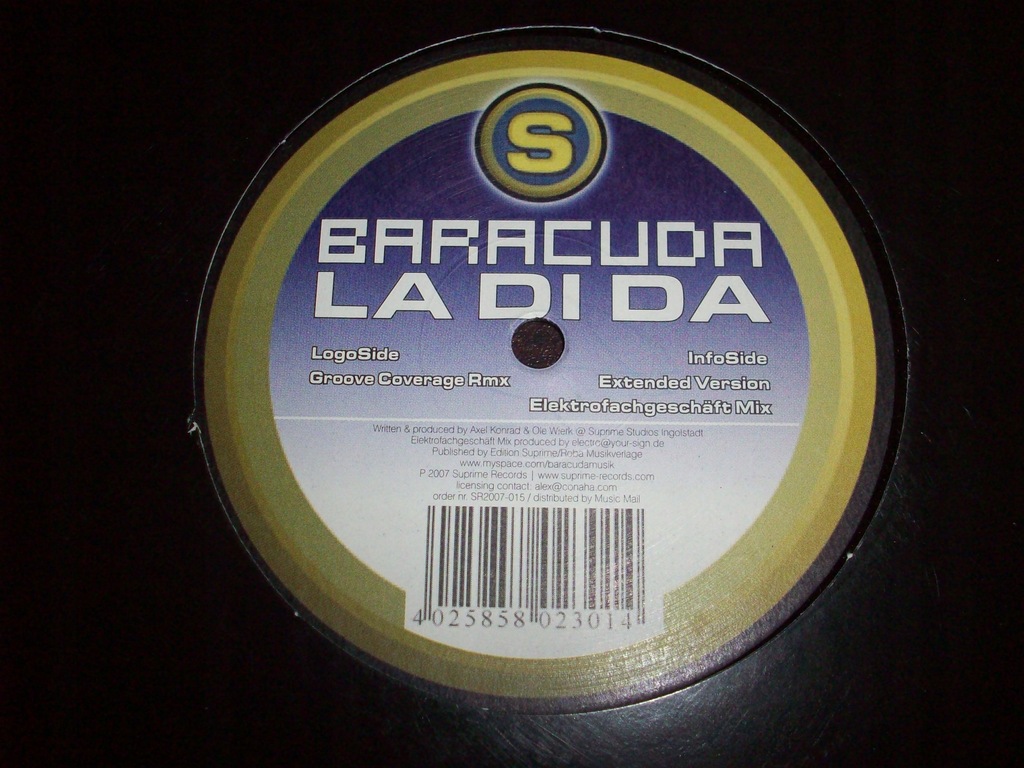 S
BARACUDA
LA DI DA
LogoSide InfoSide
Groove Coverage Rmx Extended Version
Elektrofachgeschäft Mix
Written & produced by Axel Konrad & Ole Wierk @ Suprime Studios Ingolstadt
Elektrofachgeschäft Mix produced by electro@your-sign.de
Published by Edition Suprime/Roba Musikverlage
www.myspace.com/baracudamusik
P 2007 Suprime Records | www.suprime-records.com
licensing contact: alex@conaha.com
order nr. SR2007-015 / distributed by Music Mail
4 025858 023014